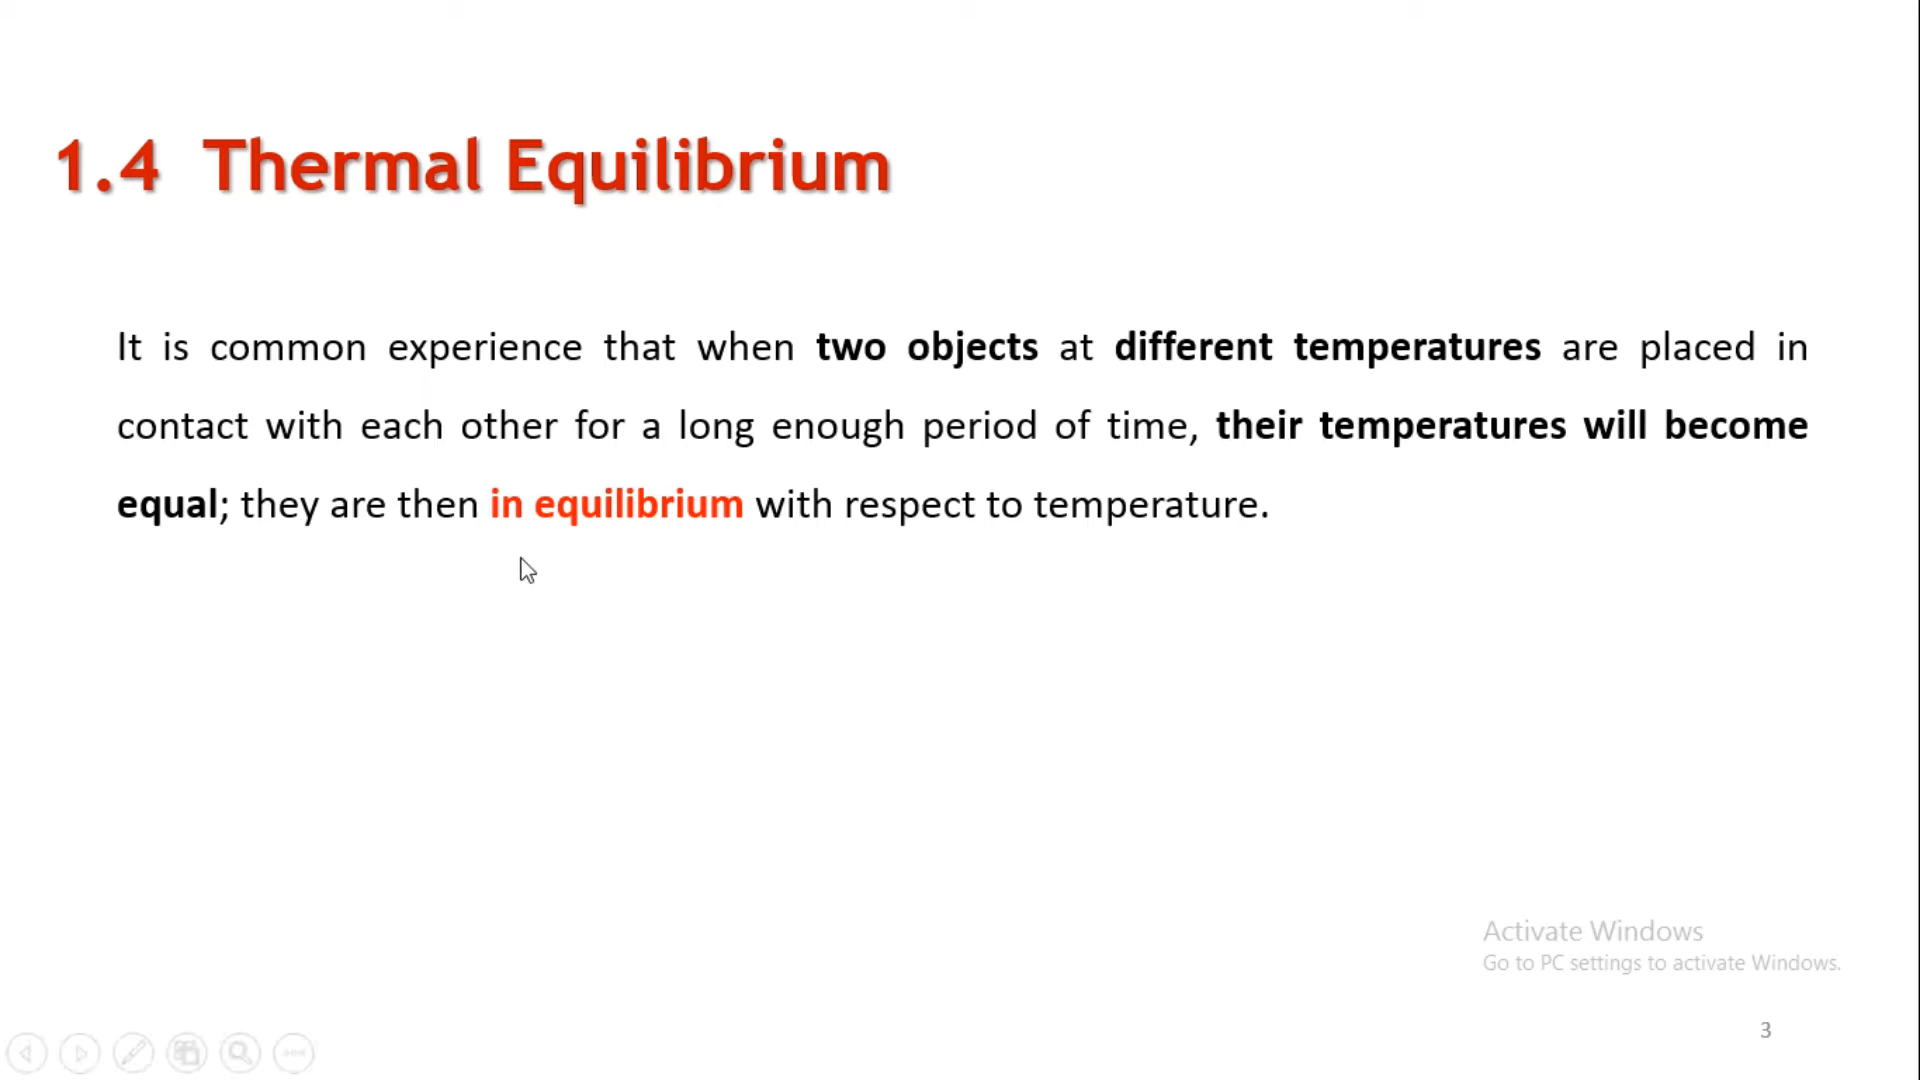 1.4 Thermal Equilibrium
It is common experience that when two objects at different temperatures are placed in
contact with each other for a long enough period of time, their temperatures will become
equal; they are then in equilibrium with respect to temperature.
Activate Windows
Go to PC settings to activate Windows.
3